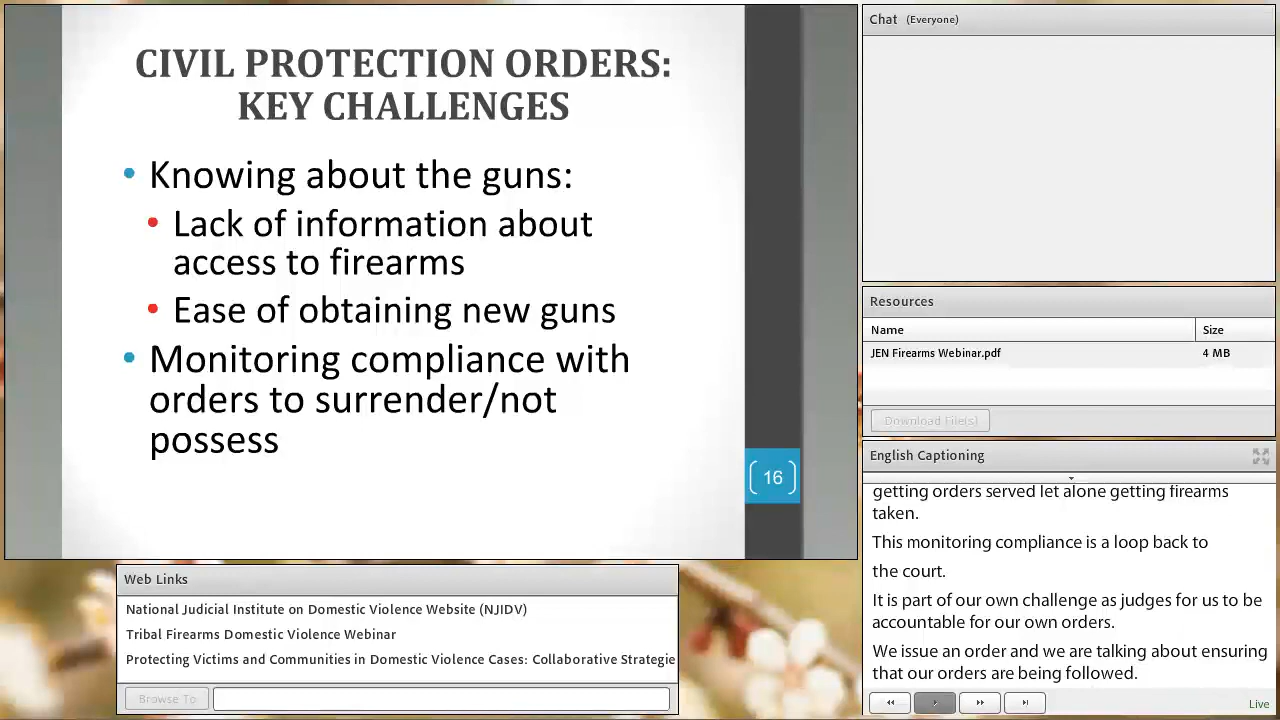 CIVIL PROTECTION ORDERS:
KEY CHALLENGES
• Knowing about the guns:
• Lack of information about
access to firearms
• Ease of obtaining new guns
• Monitoring compliance with
orders to surrender/not
possess
16
Chat (Everyone)
Resources
Name Size
JEN Firearms Webinar.pdf 4 MB
Download File(s)
English Captioning
getting orders served let alone getting firearms
taken.
This monitoring compliance is a loop back to
the court.
It is part of our own challenge as judges for us to be
accountable for our own orders.
We issue an order and we are talking about ensuring
that our orders are being followed.
Live
Web Links
National Judicial Institute on Domestic Violence Website (NJIDV)
Tribal Firearms Domestic Violence Webinar
Protecting Victims and Communities in Domestic Violence Cases: Collaborative Strategie
Browse To